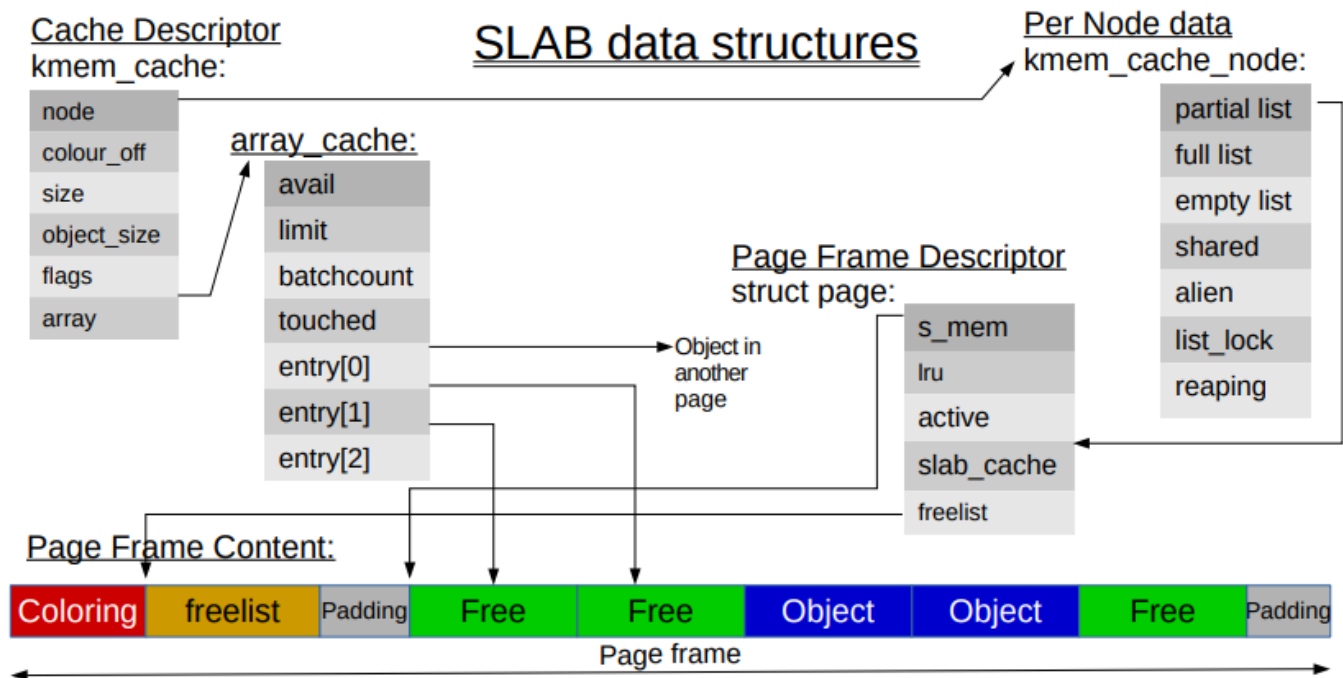 SLAB data structures
Cache Descriptor
kmem_cache:
node
colour_off
size
object_size
flags
array
array_cache:
avail
limit
batchcount
touched
entry[0]
entry[1]
entry[2]
Object in
another
page
Per Node data
kmem_cache_node:
partial list
full list
empty list
shared
alien
list_lock
reaping
Page Frame Descriptor
struct page:
s_mem
lru
active
slab_cache
freelist
Page Frame Content:
Coloring freelist Padding Free Free Object Object Free Padding
Page frame